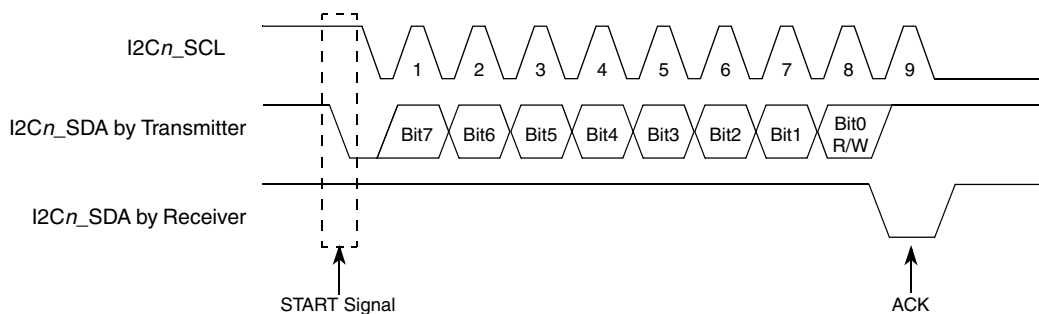 I2Cn_SCL
1 2 3 4 5 6 7 8 9
I2Cn_SDA by Transmitter
Bit7 Bit6 Bit5 Bit4 Bit3 Bit2 Bit1 Bit0
R/W
I2Cn_SDA by Receiver
START Signal
ACK